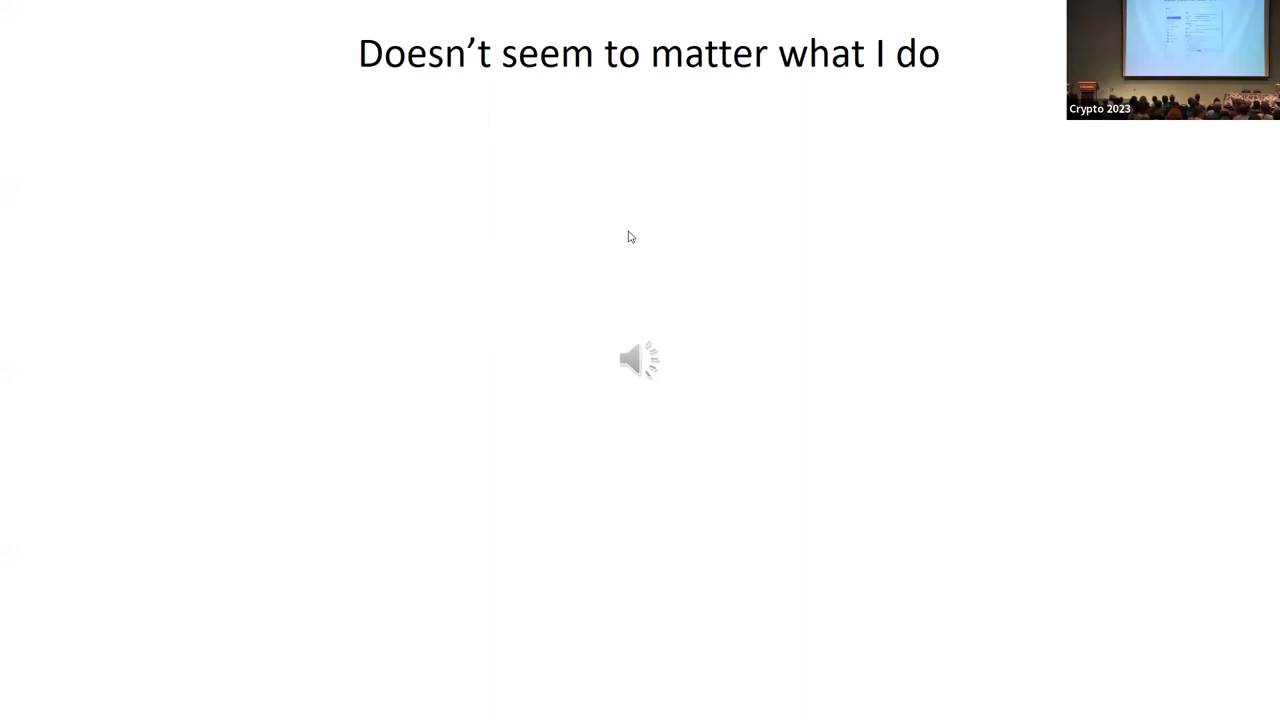 Doesn’t seem to matter what I do
Crypto 2023